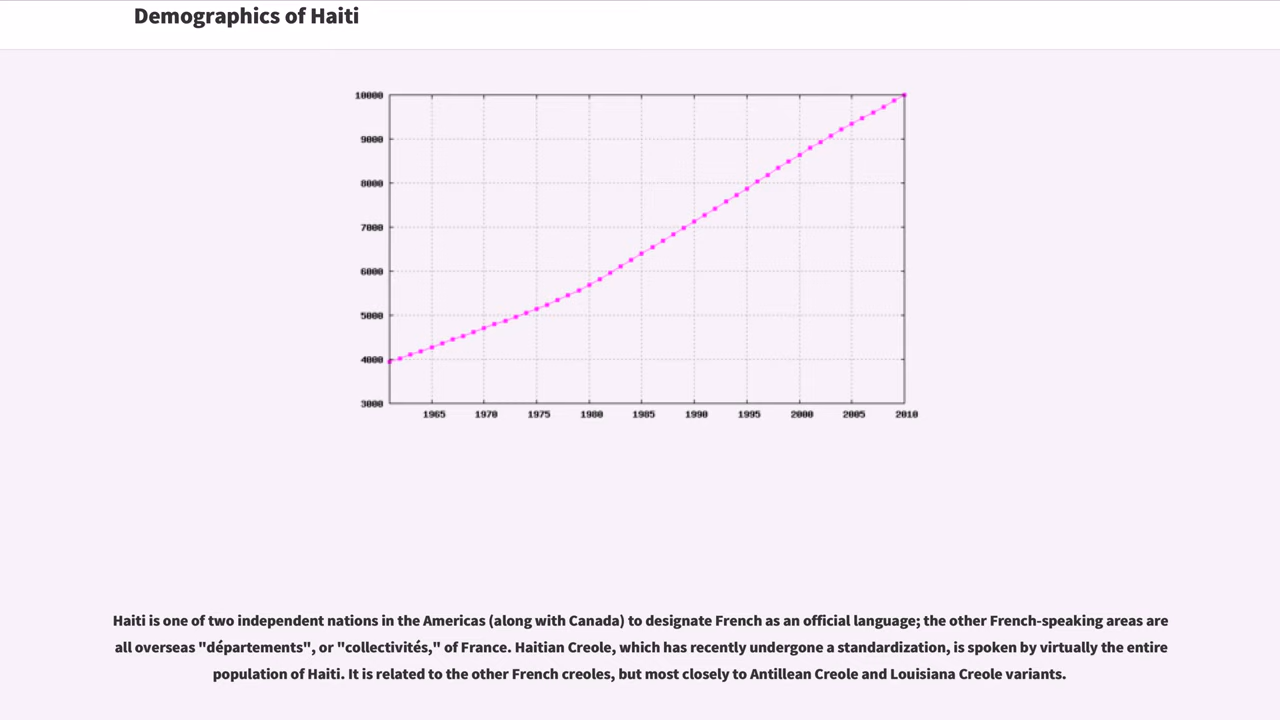 Demographics of Haiti
10000
9000
8000
7000
6000
5000
4000
3000
1965 1970 1975 1980 1985 1990 1995 2000 2005 2010
Haiti is one of two independent nations in the Americas (along with Canada) to designate French as an official language; the other French-speaking areas are
all overseas "départements", or "collectivités," of France. Haitian Creole, which has recently undergone a standardization, is spoken by virtually the entire
population of Haiti. It is related to the other French creoles, but most closely to Antillean Creole and Louisiana Creole variants.